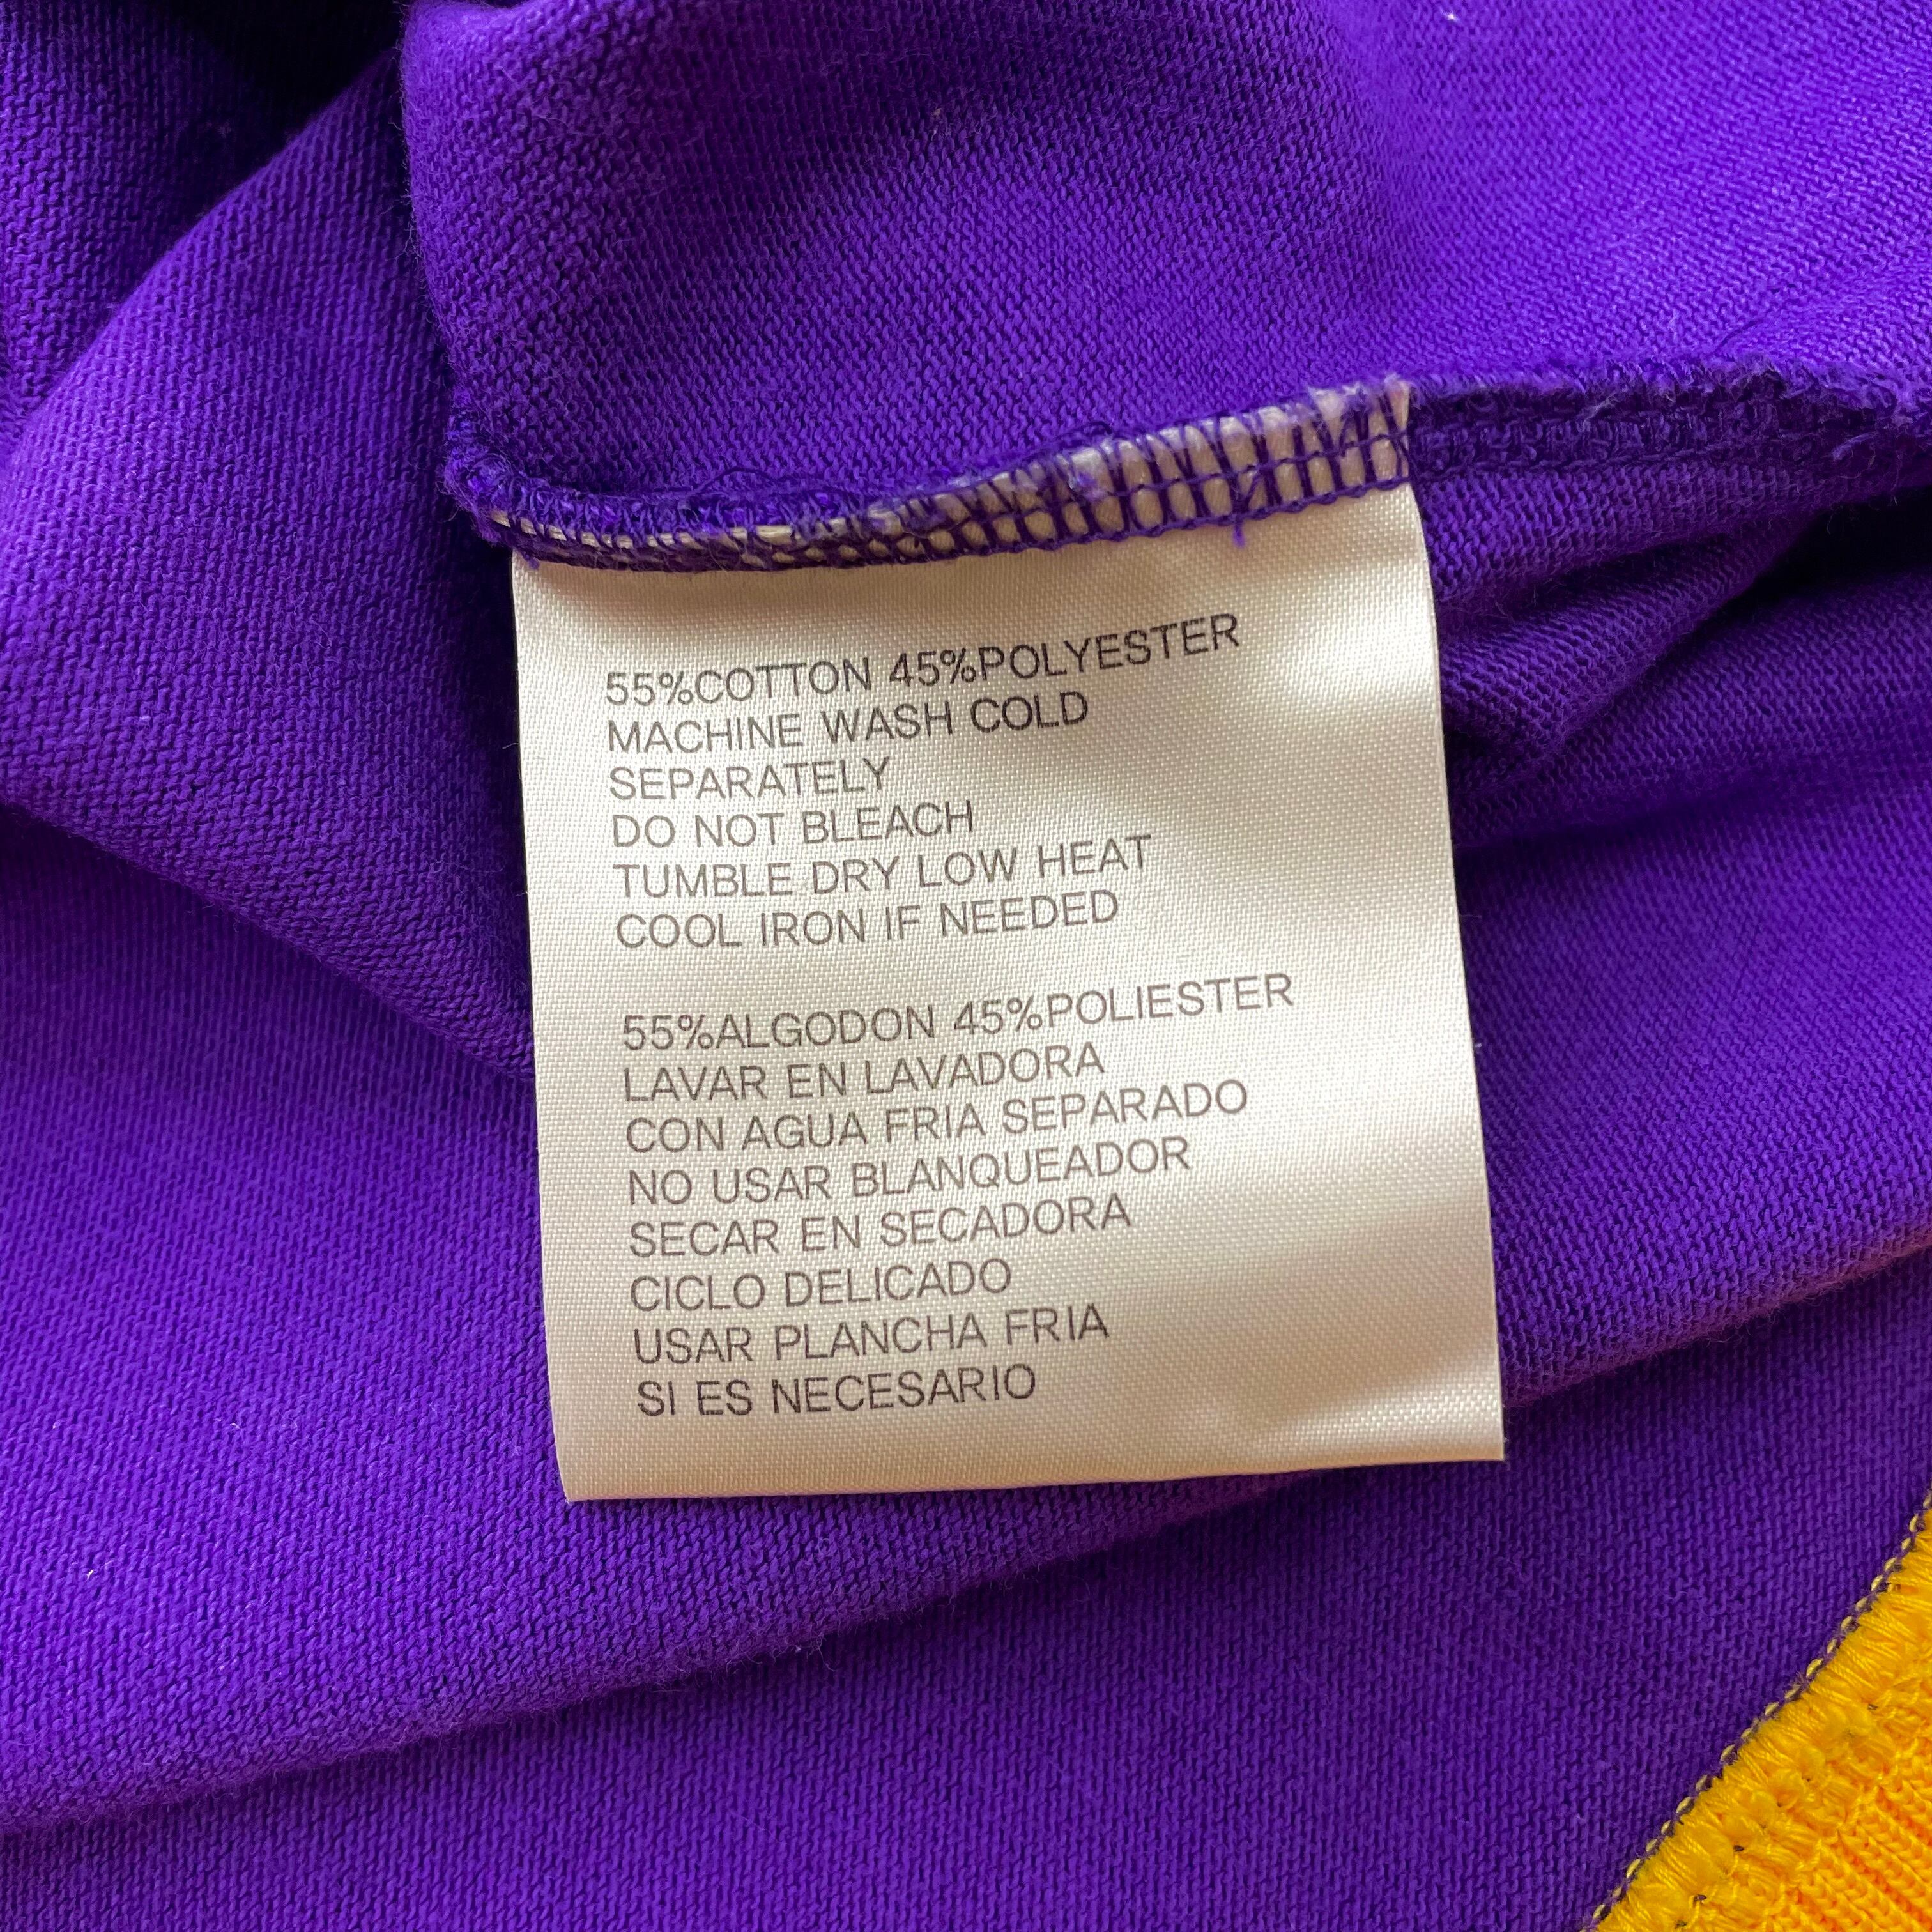 55%COTTON 45%POLYESTER
MACHINE WASH COLD
SEPARATELY
DO NOT BLEACH
TUMBLE DRY LOW HEAT
COOL IRON IF NEEDED
55%ALGODON 45%POLIESTER
LAVAR EN LAVADORA
CON AGUA FRIA SEPARADO
NO USAR BLANQUEADOR
SECAR EN SECADORA
CICLO DELICADO
USAR PLANCHA FRIA
SI ES NECESARIO